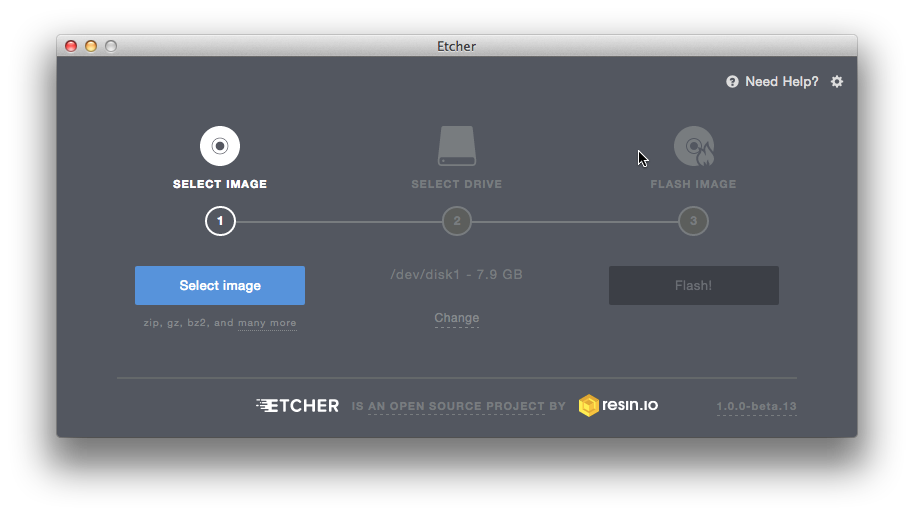 Etcher
Need Help?
SELECT IMAGE
SELECT DRIVE
FLASH IMAGE
1
2
3
Select image
/dev/disk1 - 7.9 GB
Flash!
zip, gz, bz2, and many more
Change
ETCHER IS AN OPEN SOURCE PROJECT BY resin.io
1.0.0-beta.13